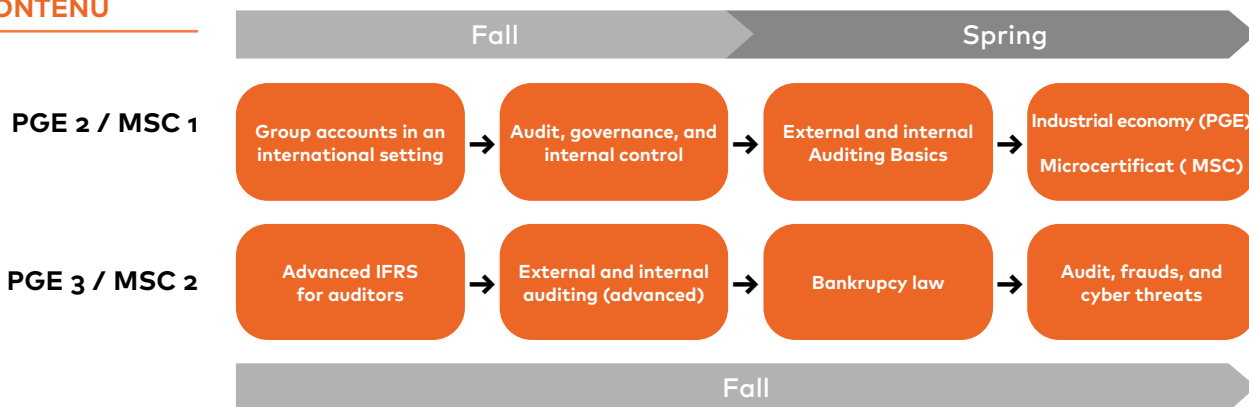 ONTENU
Fall
Spring
PGE 2 / MSC 1
Group accounts in an
international setting
Audit, governance, and
internal control
External and internal
Auditing Basics
Industrial economy (PGE)
Microcertificat ( MSC)
PGE 3 / MSC 2
Advanced IFRS
for auditors
External and internal
auditing (advanced)
Bankrupcy law
Audit, frauds, and
cyber threats
Fall